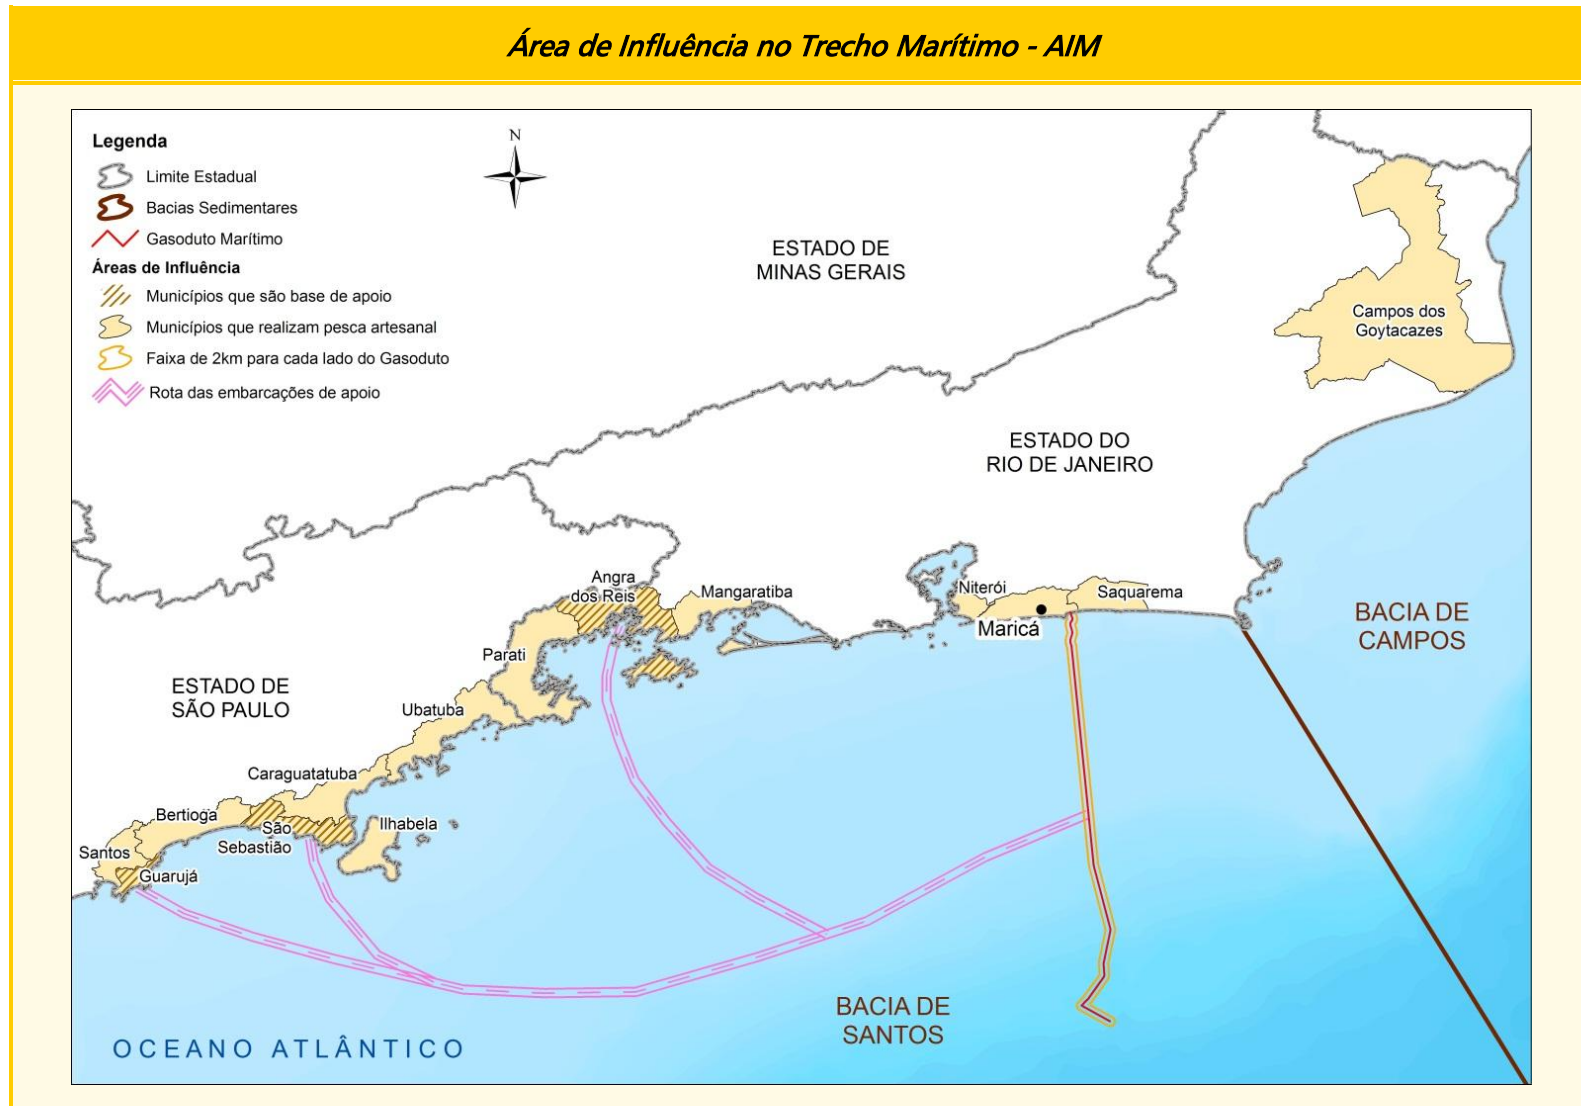 Área de Influência no Trecho Marítimo - AIM
Legenda
Limite Estadual
Bacias Sedimentares
Gasoduto Marítimo
Áreas de Influência
Municípios que são base de apoio
Municípios que realizam pesca artesanal
Faixa de 2km para cada lado do Gasoduto
Rota das embarcações de apoio
N
ESTADO DE
MINAS GERAIS
Campos dos
Goytacazes
ESTADO DO
RIO DE JANEIRO
Angra
dos Reis
Mangaratiba
Niterói
Saquarema
Maricá
BACIA DE
CAMPOS
Parati
ESTADO DE
SÃO PAULO
Ubatuba
Caraguatatuba
Bertioga
São
Sebastião
Ilhabela
Santos
Guarujá
BACIA DE
SANTOS
OCEANO ATLÂNTICO